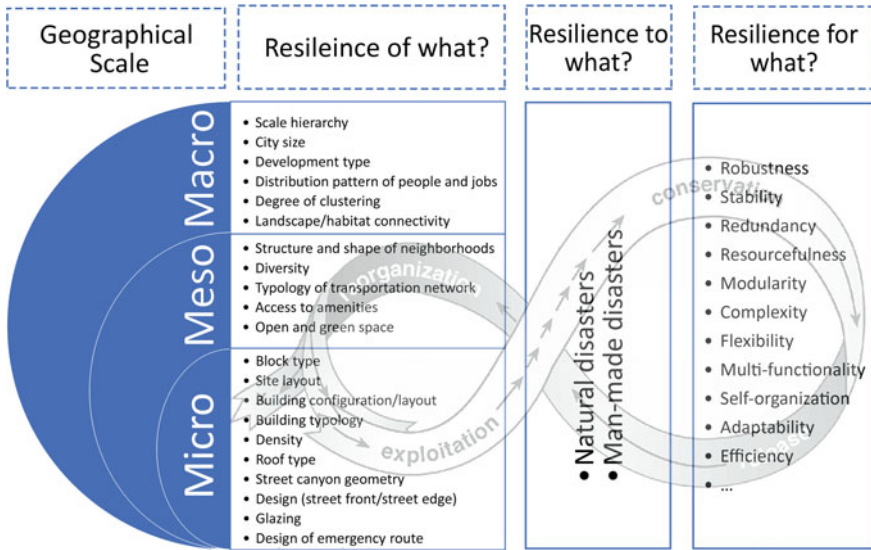 Geographical
Scale
Resileince of what?
Resilience to
what?
Resilience for
what?
Macro
• Scale hierarchy
• City size
• Development type
• Distribution pattern of people and jobs
• Degree of clustering
• Landscape/habitat connectivity
Meso
• Structure and shape of neighborhoods
• Diversity
• Typology of transportation network
• Access to amenities
• Open and green space
Micro
• Block type
• Site layout
• Building configuration/layout
• Building typology
• Density
• Roof type
• Street canyon geometry
• Design (street front/street edge)
• Glazing
• Design of emergency route
• Natural disasters
• Man-made disasters
• Robustness
• Stability
• Redundancy
• Resourcefulness
• Modularity
• Complexity
• Flexibility
• Multi-functionality
• Self-organization
• Adaptability
• Efficiency
• ...
reorganization
exploitation
conservation
release